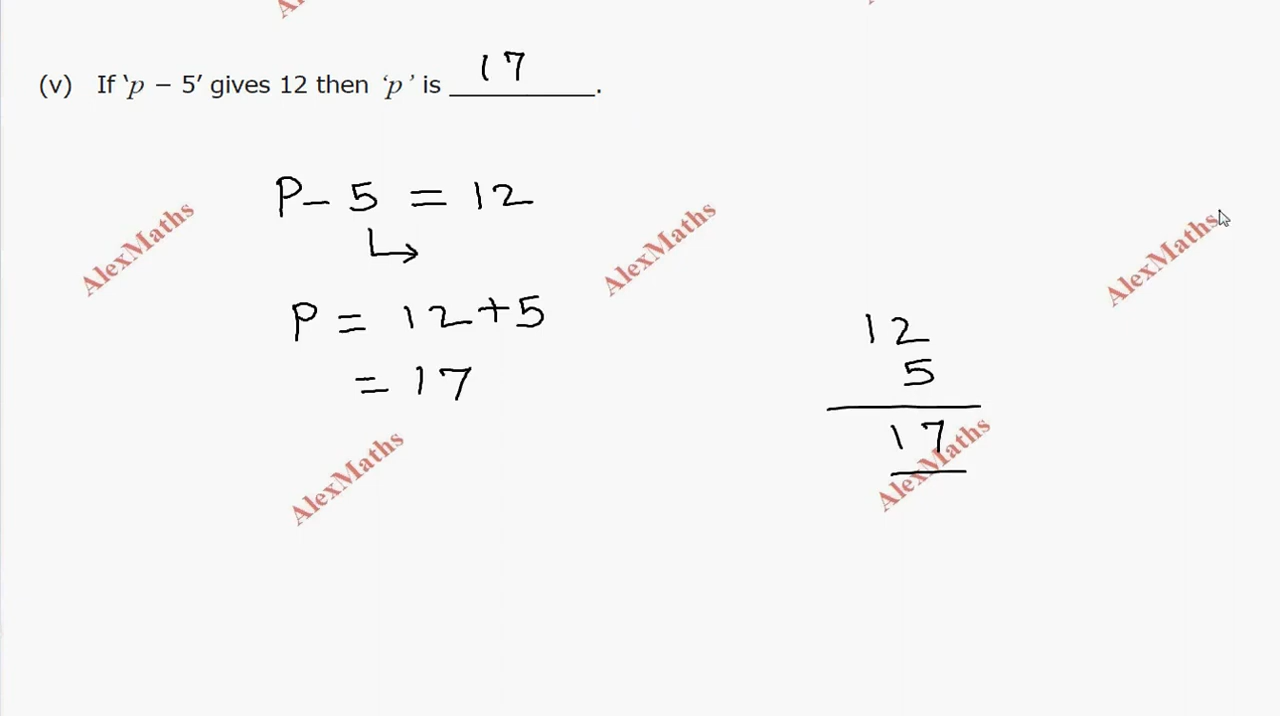 (v) If ‘p − 5’ gives 12 then ‘p’ is 17.
P - 5 = 12
P = 12 + 5
= 17
12
5
17
AlexMaths
AlexMaths
AlexMaths
AlexMaths
AlexMaths